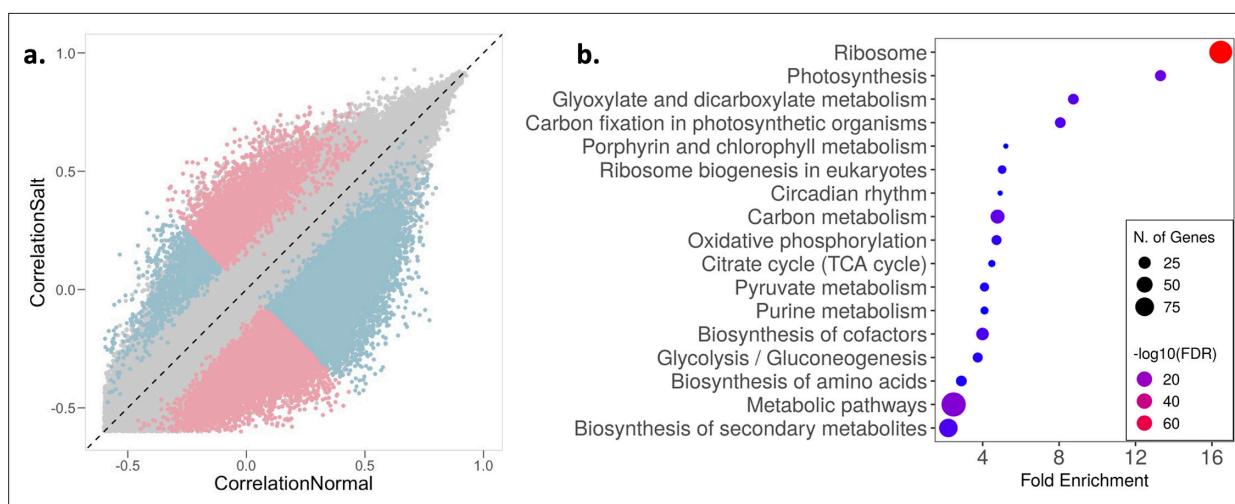 a.
1.0
0.5
0.0
-0.5
CorrelationSalt
-0.5
0.0
0.5
1.0
CorrelationNormal
b.
Ribosome
Photosynthesis
Glyoxylate and dicarboxylate metabolism
Carbon fixation in photosynthetic organisms
Porphyrin and chlorophyll metabolism
Ribosome biogenesis in eukaryotes
Circadian rhythm
Carbon metabolism
Oxidative phosphorylation
Citrate cycle (TCA cycle)
Pyruvate metabolism
Purine metabolism
Biosynthesis of cofactors
Glycolysis / Gluconeogenesis
Biosynthesis of amino acids
Metabolic pathways
Biosynthesis of secondary metabolites
4
8
12
16
Fold Enrichment
N. of Genes
25
50
75
-log10(FDR)
20
40
60